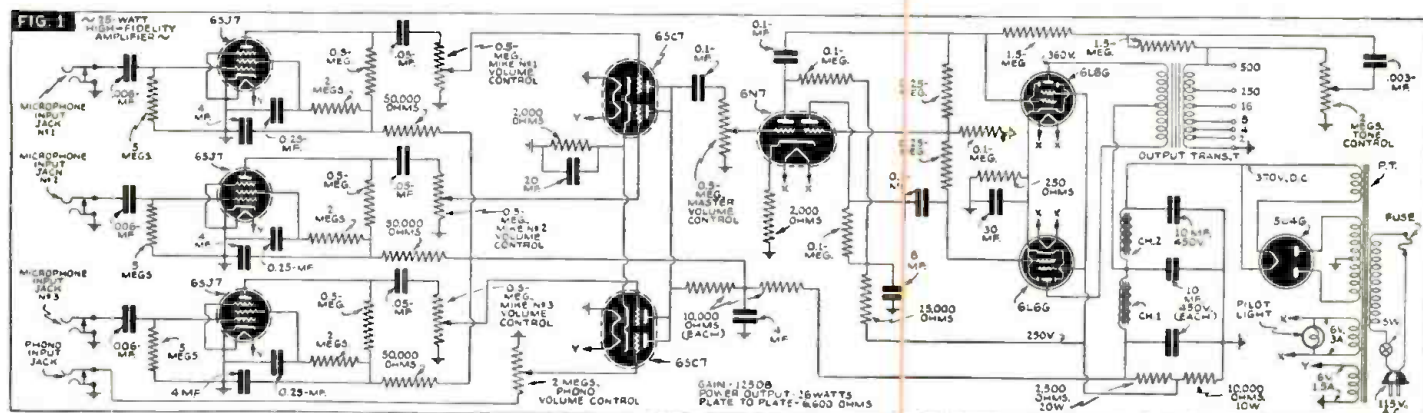 FIG. 1
~ 25-WATT
HIGH-FIDELITY
AMPLIFIER ~
6SJ7
.006-
MF.
MICROPHONE
INPUT
JACK
Nº1
5
MEGS
4
MF.
0.25-MF.
2
MEGS
0.5-
MEG.
.05-
MF.
0.5-
MEG.
MIKE Nº1
VOLUME
CONTROL
50,000
OHMS
6SJ7
MICROPHONE
INPUT
JACK
Nº2
.006-
MF.
5
MEGS
4
MF.
0.25-MF.
2
MEGS
0.5-
MEG.
.05-
MF.
0.5-
MEG.
MIKE Nº2
VOLUME
CONTROL
50,000
OHMS
6SJ7
MICROPHONE
INPUT
JACK
Nº3
.006-
MF.
5
MEGS
4 MF.
0.25-MF.
2
MEGS.
0.5-
MEG.
.05-
MF.
0.5-
MEG.
MIKE Nº3
VOLUME
CONTROL
50,000
OHMS
PHONO
INPUT
JACK
2 MEGS.
PHONO
VOLUME CONTROL
6SC7
Y
2,000
OHMS
20
MF.
0.1-
MF.
0.5-
MEG.
MASTER
VOLUME
CONTROL
Y
6SC7
10,000
OHMS
(EACH)
4
MF.
GAIN-125DB
POWER OUTPUT-26WATTS
PLATE TO PLATE-6,600 OHMS
0.1-
MF.
0.1-
MEG.
6N7
X X
2,000
OHMS
0.1-
MEG.
8
MF.
25,000
OHMS
0.1-
MEG.
250
OHMS
30
MF.
1.5-
MEG.
1.5-
MEG.
360V.
6L6G
X X
X X
6L6G
250V.
500
250
16
8
4
2
OUTPUT TRANS., T
.003-
MF.
2
MEGS.
TONE
CONTROL
370V., D.C.
CH.2
CH.1
10 MF.
450V.
10
MF.
450V.
(EACH)
2,500
OHMS
20W
10,000
OHMS
10W
5U4G
P.T.
FUSE
PILOT
LIGHT
X
X
6V.
3A
Y
Y
6V.
1.5A.
SW.
115V.